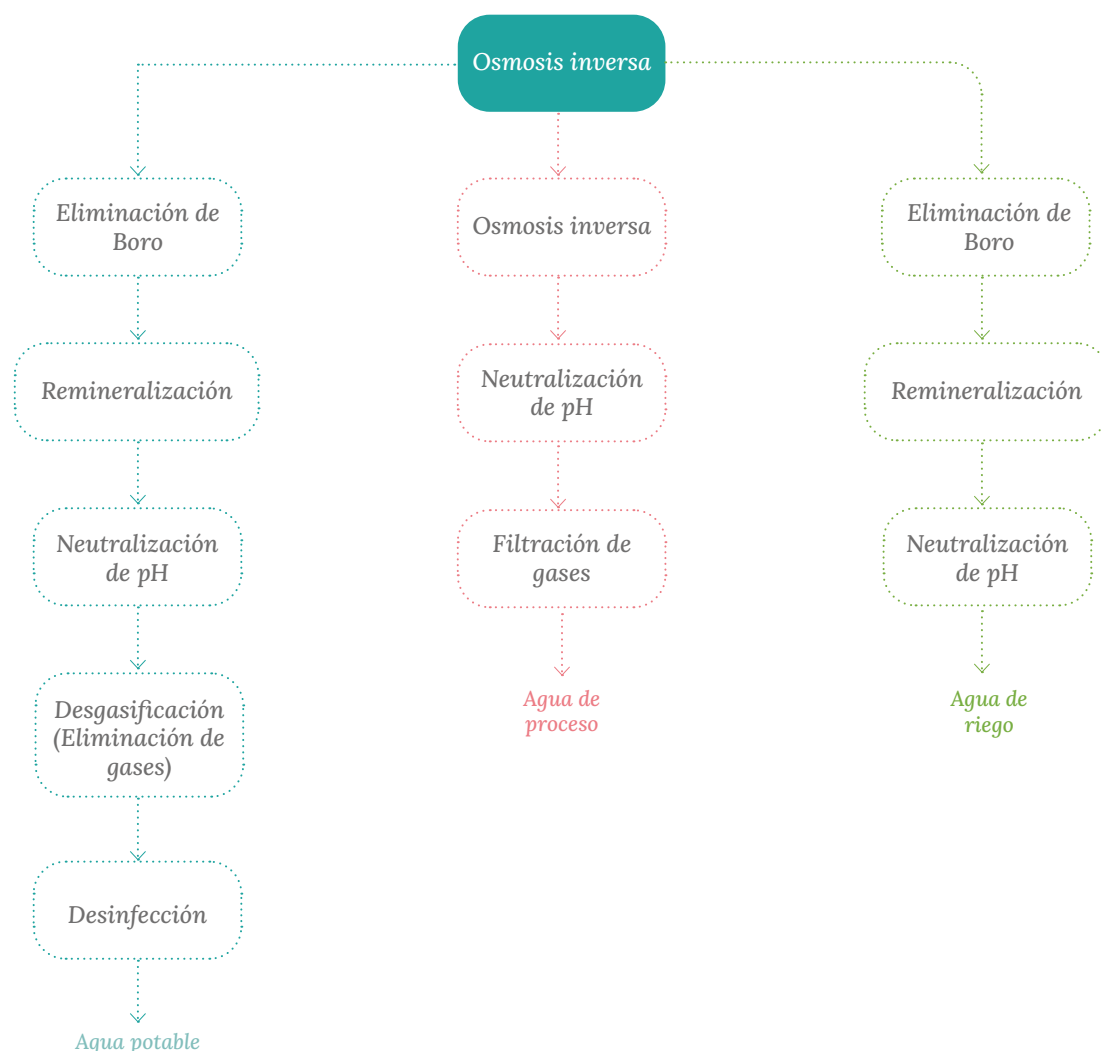 Osmosis inversa
Eliminación de
Boro
Remineralización
Neutralización
de pH
Desgasificación
(Eliminación de
gases)
Desinfección
Agua potable
Osmosis inversa
Neutralización
de pH
Filtración de
gases
Agua de
proceso
Eliminación de
Boro
Remineralización
Neutralización
de pH
Agua de
riego